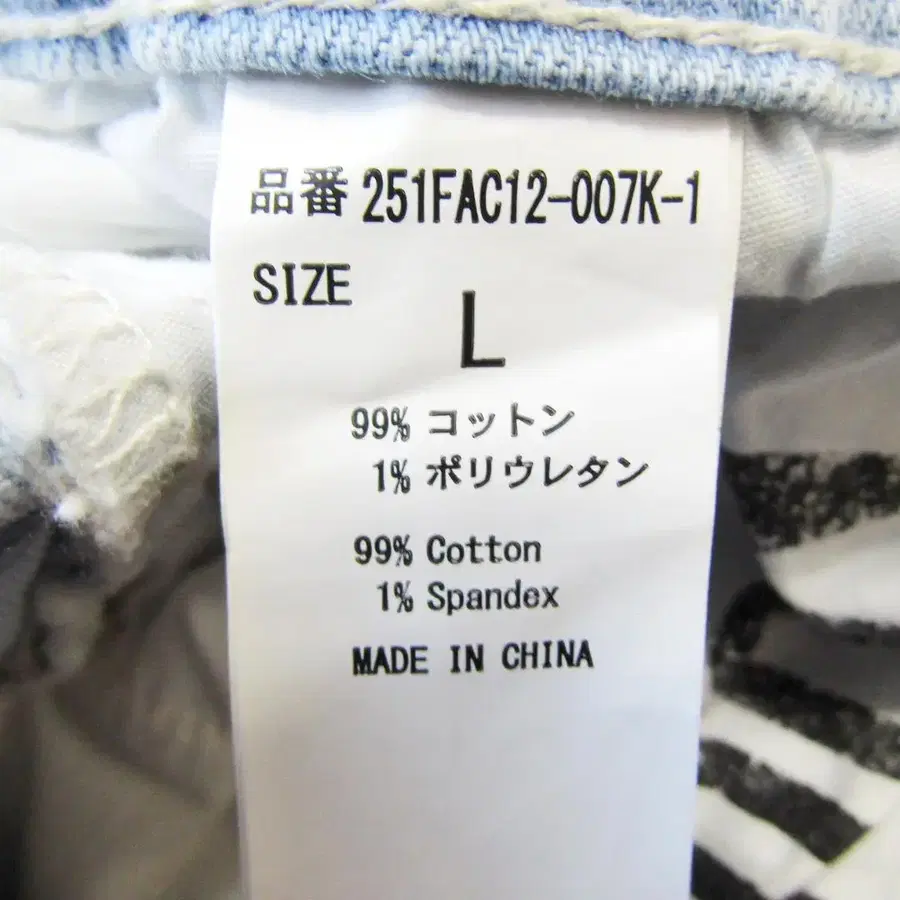 品番 251FAC12-007K-1
SIZE
L
99% コットン
1% ポリウレタン
99% Cotton
1% Spandex
MADE IN CHINA